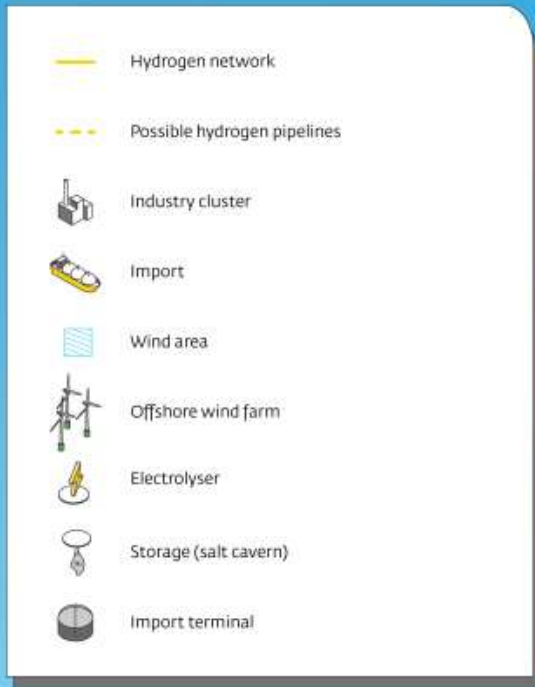 Hydrogen network
Possible hydrogen pipelines
Industry cluster
Import
Wind area
Offshore wind farm
Electrolyser
Storage (salt cavern)
Import terminal